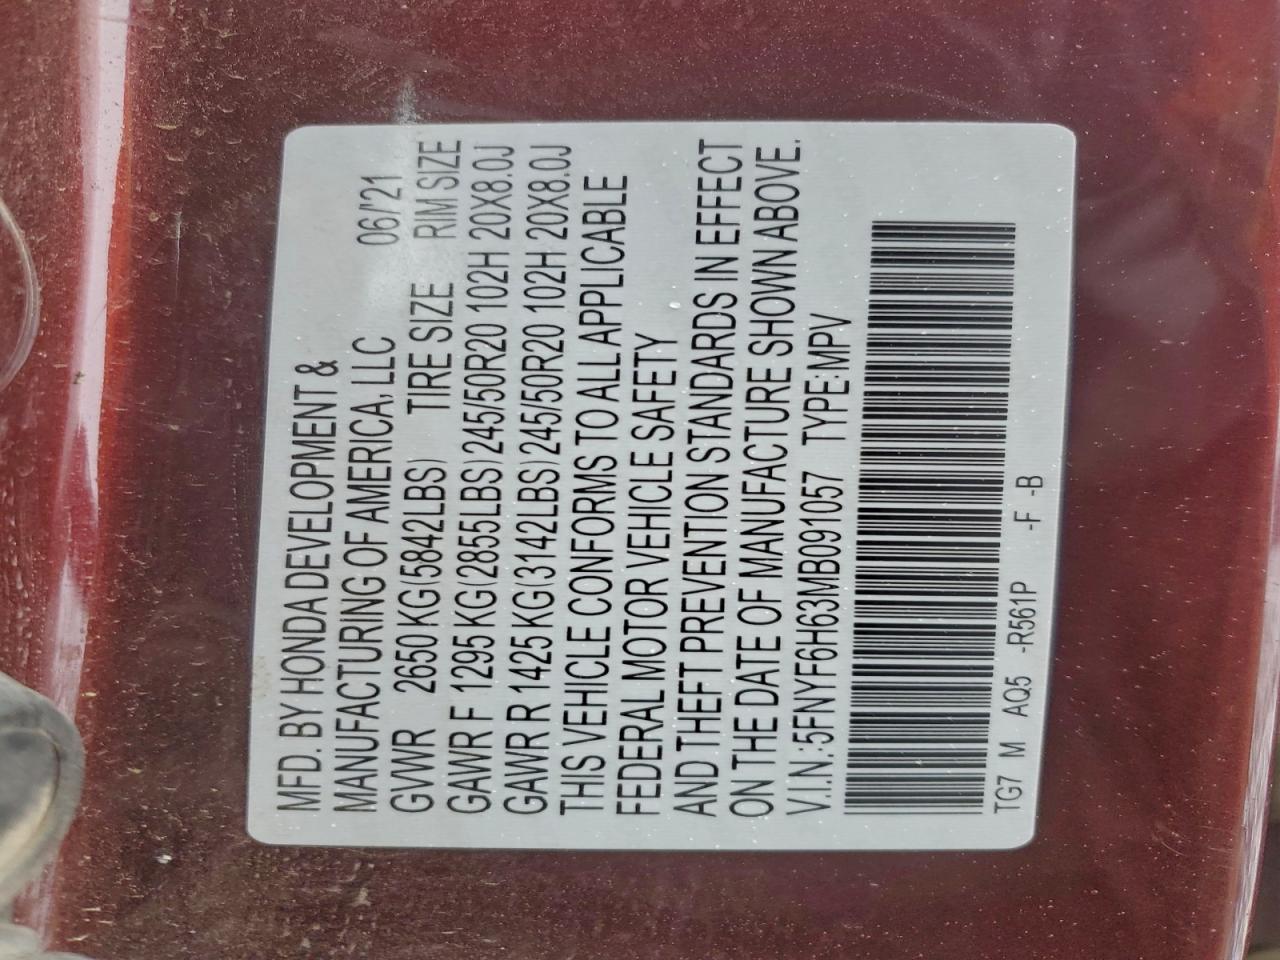 MFD. BY HONDA DEVELOPMENT &
MANUFACTURING OF AMERICA, LLC 06/'21
GVWR 2650 KG(5842LBS) TIRE SIZE RIM SIZE
GAWR F 1295 KG(2855LBS) 245/50R20 102H 20X8.0J
GAWR R 1425 KG(3142LBS) 245/50R20 102H 20X8.0J
THIS VEHICLE CONFORMS TO ALL APPLICABLE
FEDERAL MOTOR VEHICLE SAFETY
AND THEFT PREVENTION STANDARDS IN EFFECT
ON THE DATE OF MANUFACTURE SHOWN ABOVE.
V.I.N.:5FNYF6H63MB091057 TYPE:MPV
TG7 M AQ5 -R561P -F -B